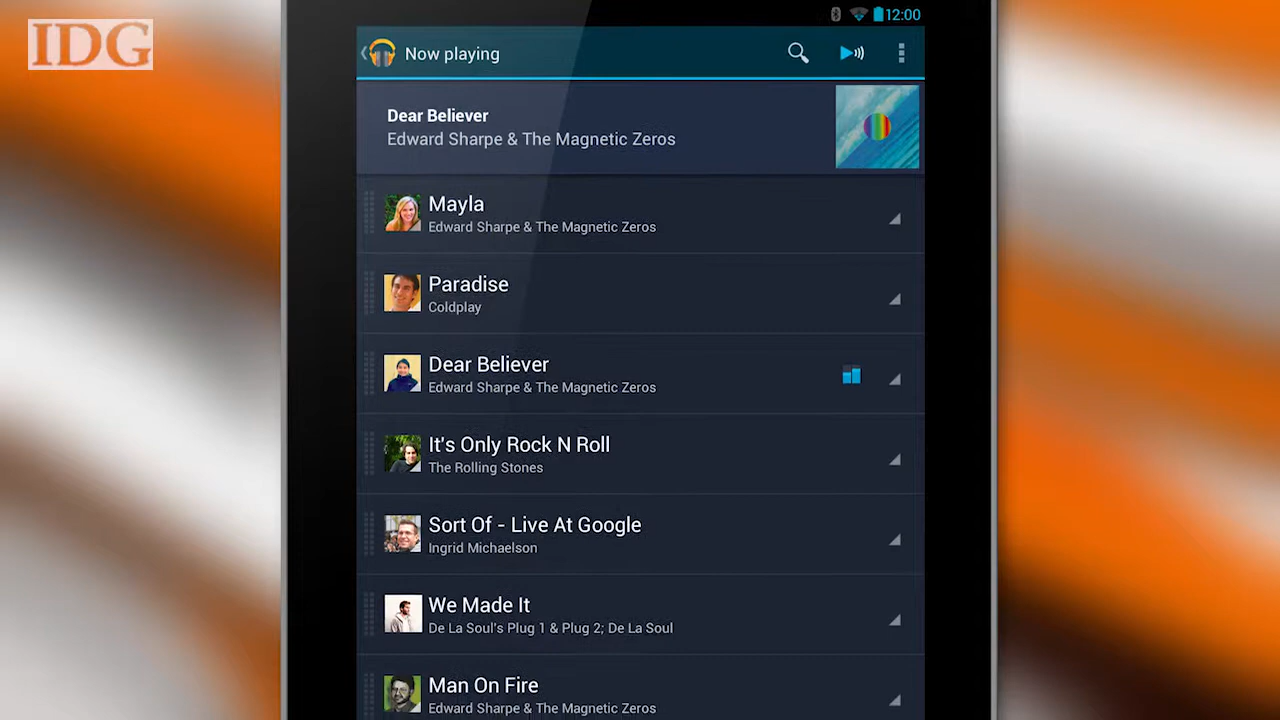 IDG
12:00
Now playing
Dear Believer
Edward Sharpe & The Magnetic Zeros
Mayla
Edward Sharpe & The Magnetic Zeros
Paradise
Coldplay
Dear Believer
Edward Sharpe & The Magnetic Zeros
It's Only Rock N Roll
The Rolling Stones
Sort Of - Live At Google
Ingrid Michaelson
We Made It
De La Soul's Plug 1 & Plug 2; De La Soul
Man On Fire
Edward Sharpe & The Magnetic Zeros